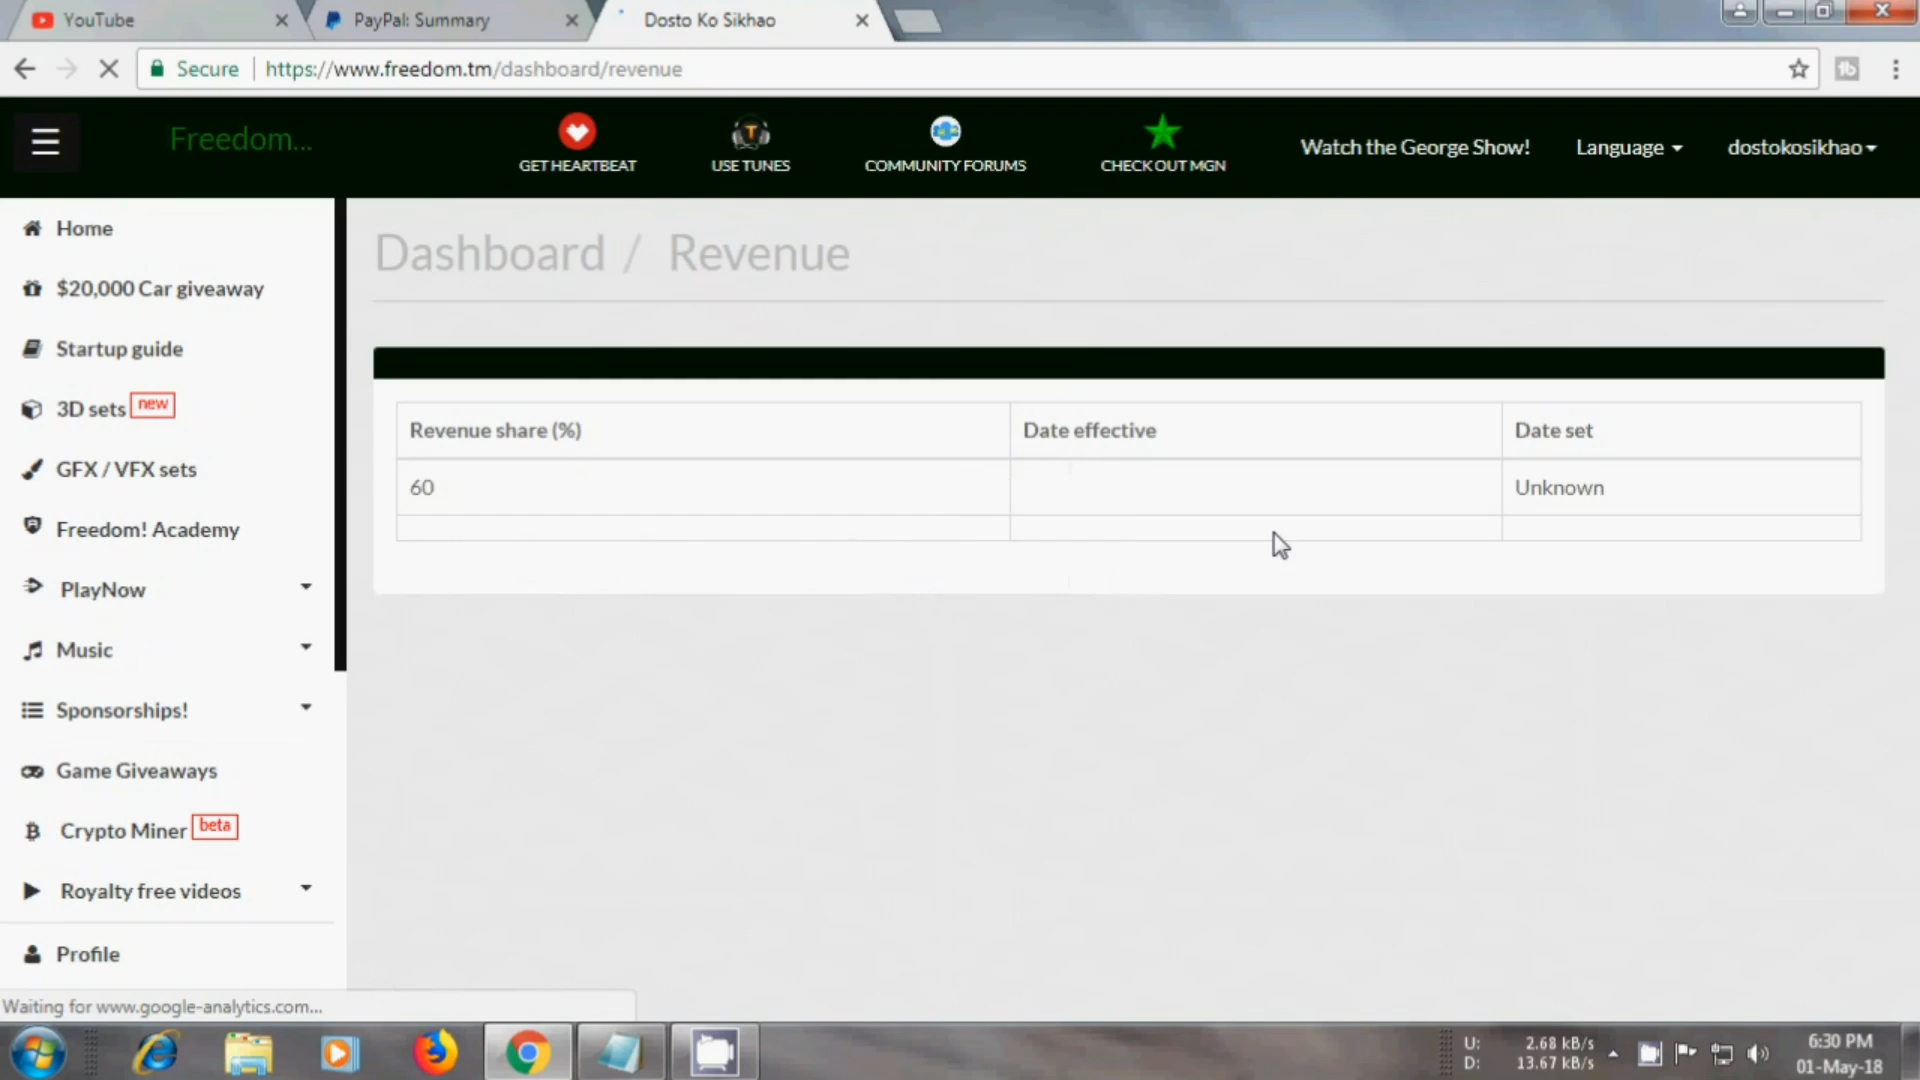 YouTube
PayPal: Summary
Dosto Ko Sikhao
Secure
https://www.freedom.tm/dashboard/revenue
Freedom...
GET HEARTBEAT
USE TUNES
COMMUNITY FORUMS
CHECK OUT MGN
Watch the George Show!
Language
dostokosikhao
Home
$20,000 Car giveaway
Startup guide
3D sets new
GFX / VFX sets
Freedom! Academy
PlayNow
Music
Sponsorships!
Game Giveaways
Crypto Miner beta
Royalty free videos
Profile
Dashboard / Revenue
Revenue share (%) Date effective Date set
60 Unknown
Waiting for www.google-analytics.com...
U: 2.68 kB/s
D: 13.67 kB/s
6:30 PM
01-May-18